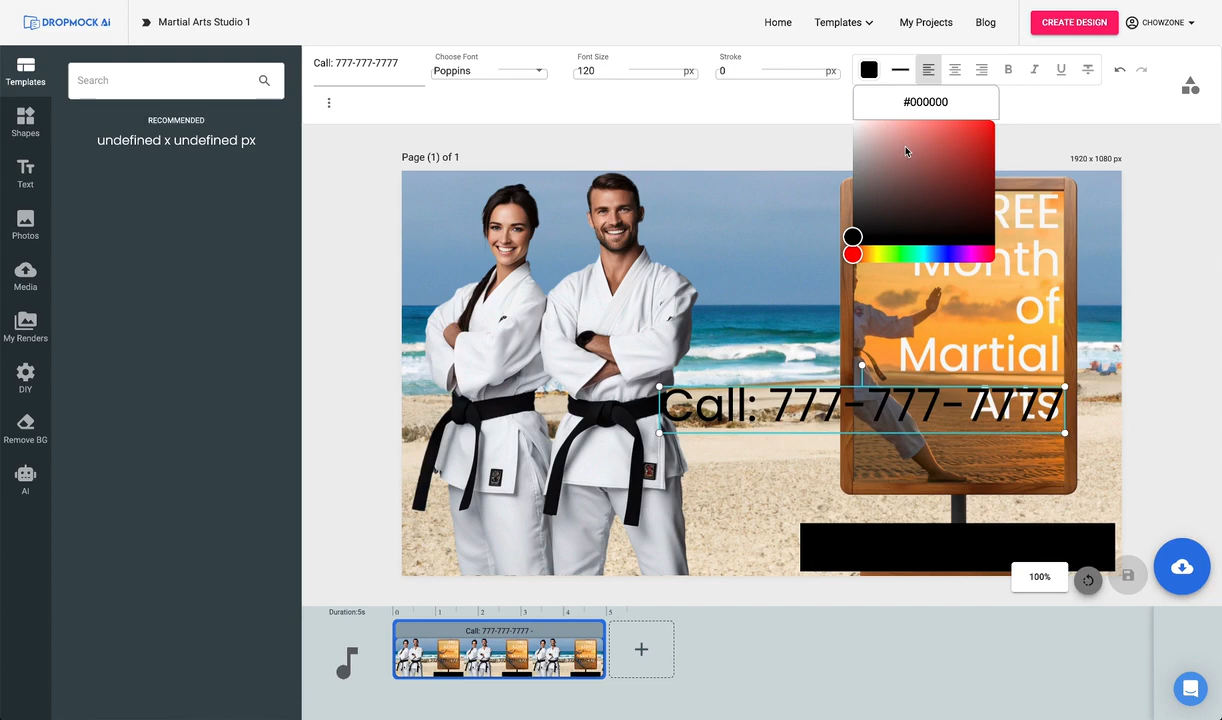 DROPMOCK Ai
Martial Arts Studio 1
Home
Templates
My Projects
Blog
CREATE DESIGN
CHOWZONE
Templates
Shapes
Text
Photos
Media
My Renders
DIY
Remove BG
AI
Search
RECOMMENDED
undefined x undefined px
Call: 777-777-7777
Choose Font
Poppins
Font Size
120
px
Stroke
0
px
B
I
U
#000000
Page (1) of 1
1920 x 1080 px
REE
Month
of
Martial
Arts
Call: 777-777-7777
100%
Duration:5s
0
1
2
3
4
5
Call: 777-777-7777 -